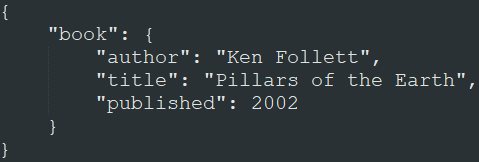 {
    "book": {
        "author": "Ken Follett",
        "title": "Pillars of the Earth",
        "published": 2002
    }
}